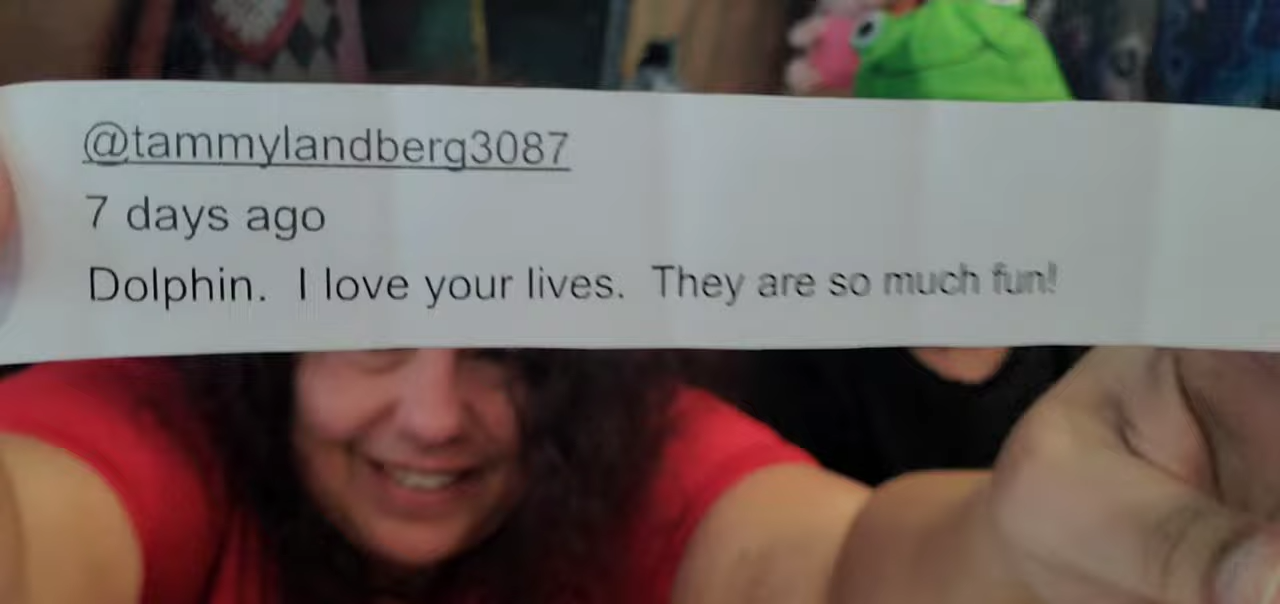 @tammylandberg3087
7 days ago
Dolphin. I love your lives. They are so much fun!